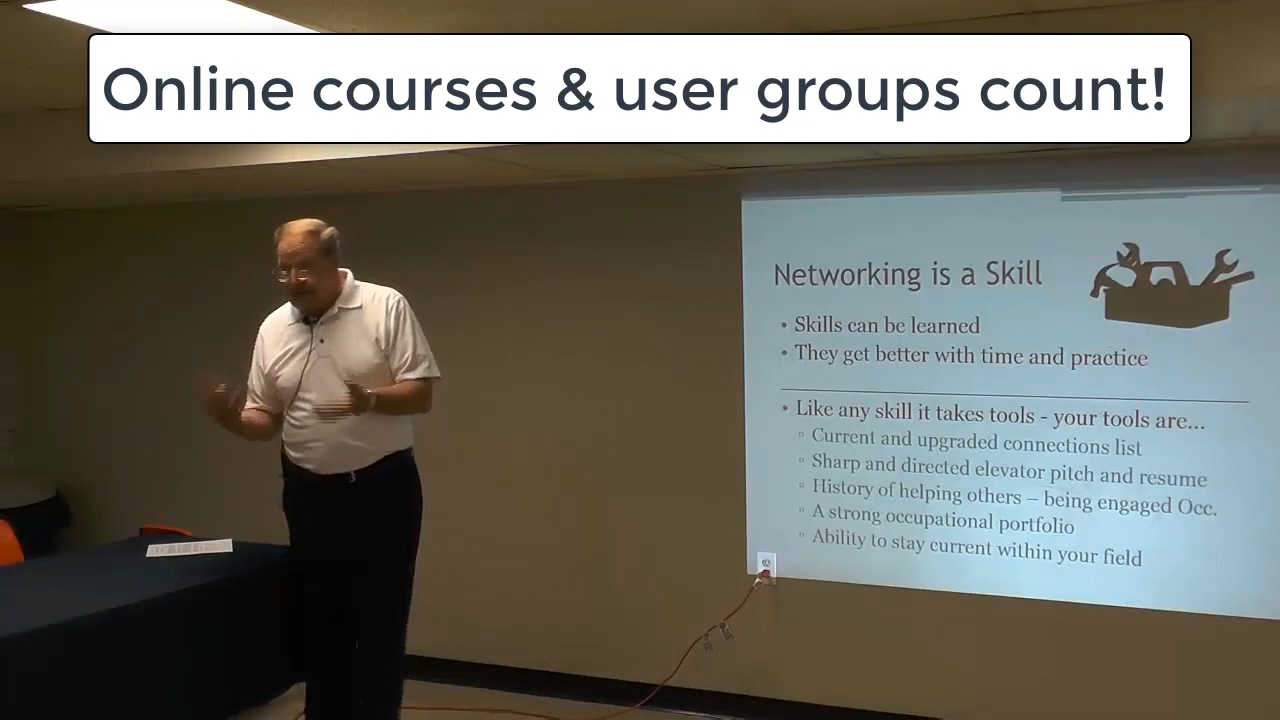 Online courses & user groups count!
Networking is a Skill
• Skills can be learned
• They get better with time and practice
• Like any skill it takes tools - your tools are...
▫ Current and upgraded connections list
▫ Sharp and directed elevator pitch and resume
▫ History of helping others – being engaged Occ.
▫ A strong occupational portfolio
▫ Ability to stay current within your field